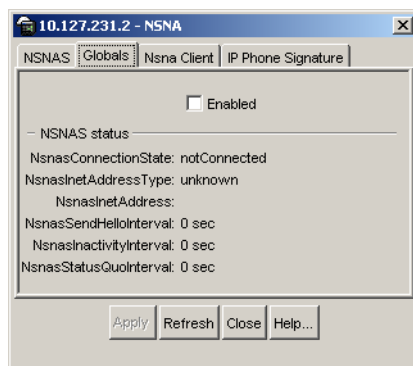 10.127.231.2 - NSNA
NSNAS Globals Nsna Client IP Phone Signature
Enabled
NSNAS status
NsnasConnectionState: notConnected
NsnasInetAddressType: unknown
NsnasInetAddress:
NsnasSendHelloInterval: 0 sec
NsnasInactivityInterval: 0 sec
NsnasStatusQuoInterval: 0 sec
Apply Refresh Close Help...